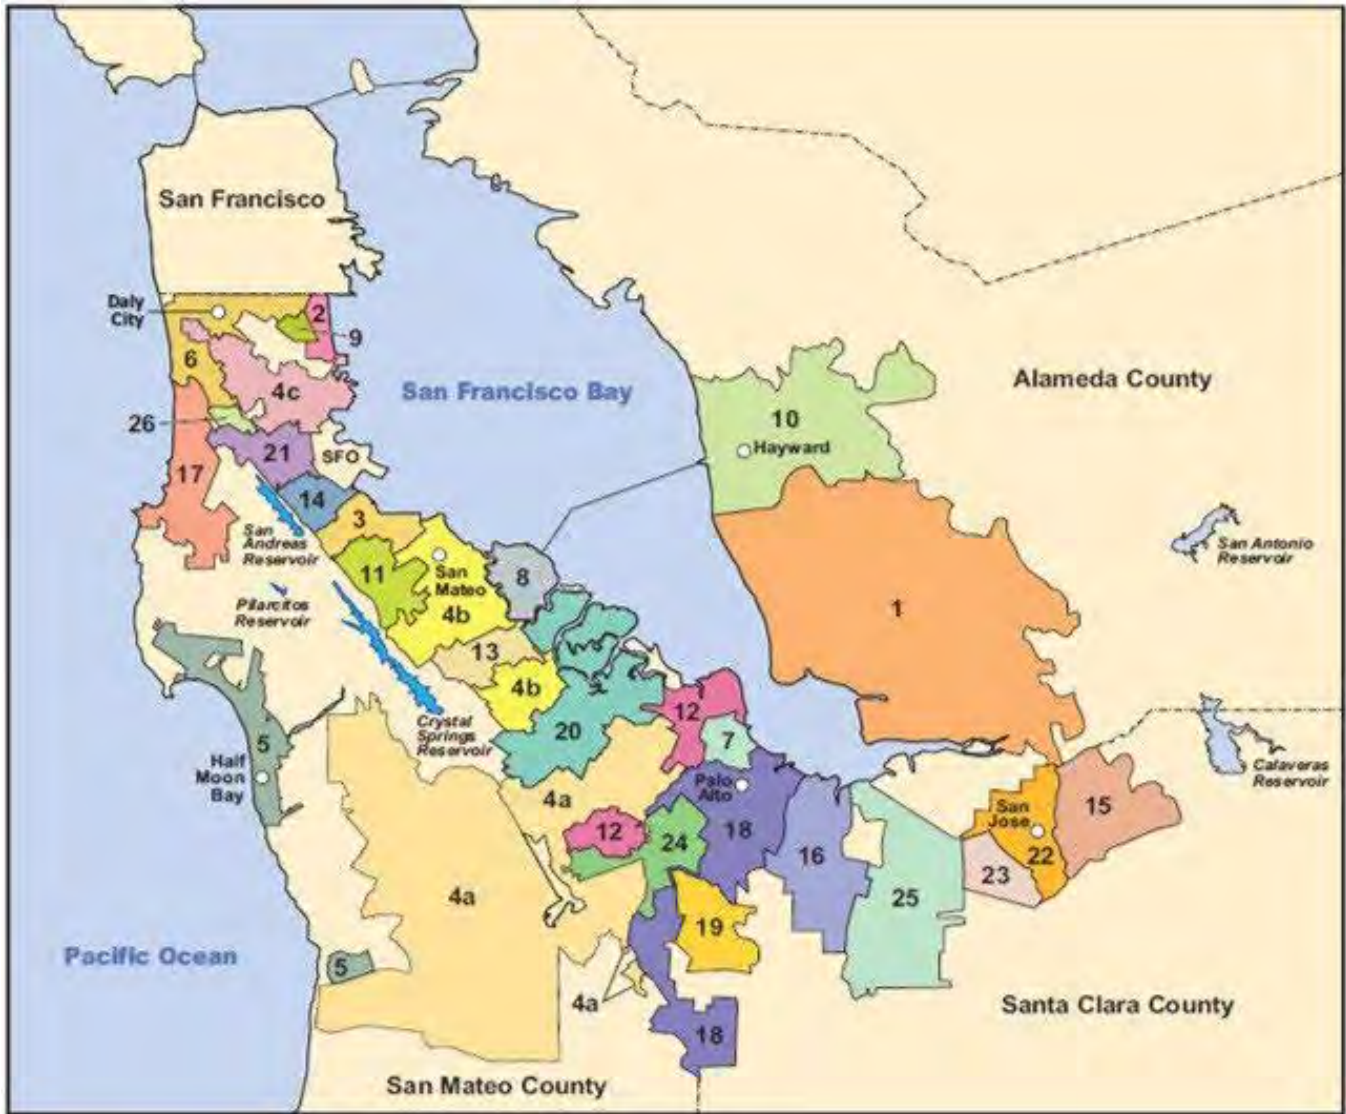 San Francisco
Daly
City
2
9
6
4c
San Francisco Bay
Alameda County
26
10
Hayward
21
SFO
17
14
3
San
Andreas
Reservoir
San Antonio
Reservoir
11
San
Mateo
8
4b
1
Pilarcitos
Reservoir
13
4b
12
Crystal
Springs
Reservoir
20
7
5
Half
Moon
Bay
Palo
Alto
Calaveras
Reservoir
4a
San
Jose
15
12
24
18
16
22
23
4a
25
19
Pacific Ocean
5
4a
Santa Clara County
18
San Mateo County